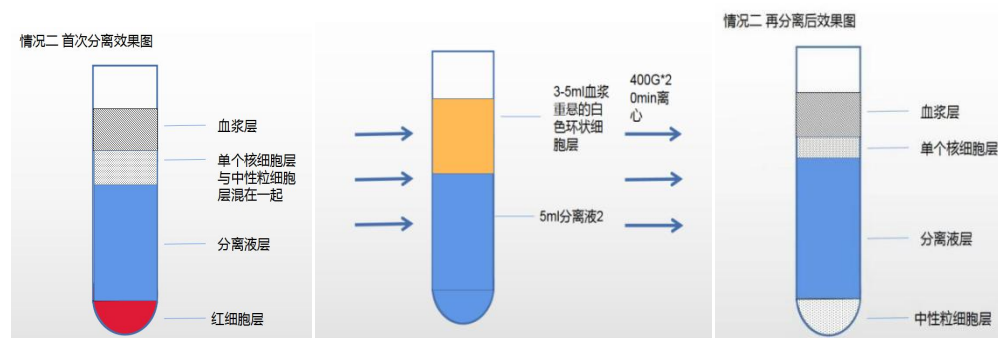 情况二 首次分离效果图
血浆层
单个核细胞层
与中性粒细胞
层混在一起
分离液层
红细胞层
3-5ml血浆
重悬的白
色环状细
胞层
5ml分离液2
400G*2
0min离
心
情况二 再分离后效果图
血浆层
单个核细胞层
分离液层
中性粒细胞层